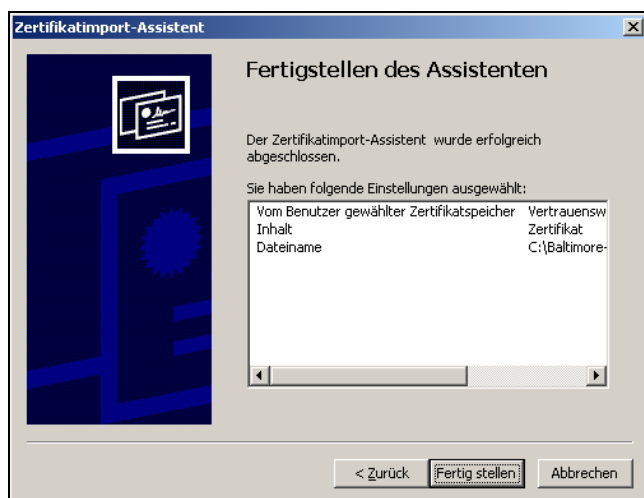 Zertifikatimport-Assistent
Fertigstellen des Assistenten
Der Zertifikatimport-Assistent wurde erfolgreich
abgeschlossen.
Sie haben folgende Einstellungen ausgewählt:
Vom Benutzer gewählter Zertifikatspeicher Vertrauensw
Inhalt Zertifikat
Dateiname C:\Baltimore-
< Zurück Fertig stellen Abbrechen